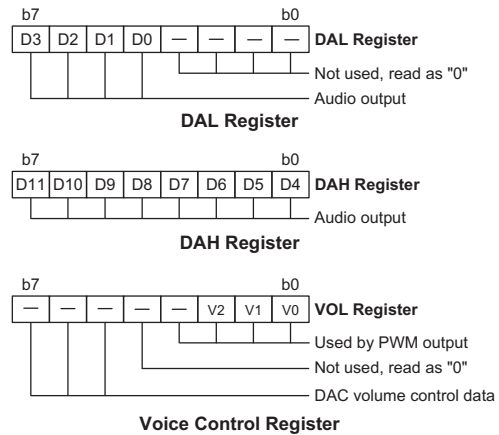 b7 b0
D3 D2 D1 D0 — — — — DAL Register
Not used, read as "0"
Audio output
DAL Register
b7 b0
D11 D10 D9 D8 D7 D6 D5 D4 DAH Register
Audio output
DAH Register
b7 b0
— — — — — V2 V1 V0 VOL Register
Used by PWM output
Not used, read as "0"
DAC volume control data
Voice Control Register